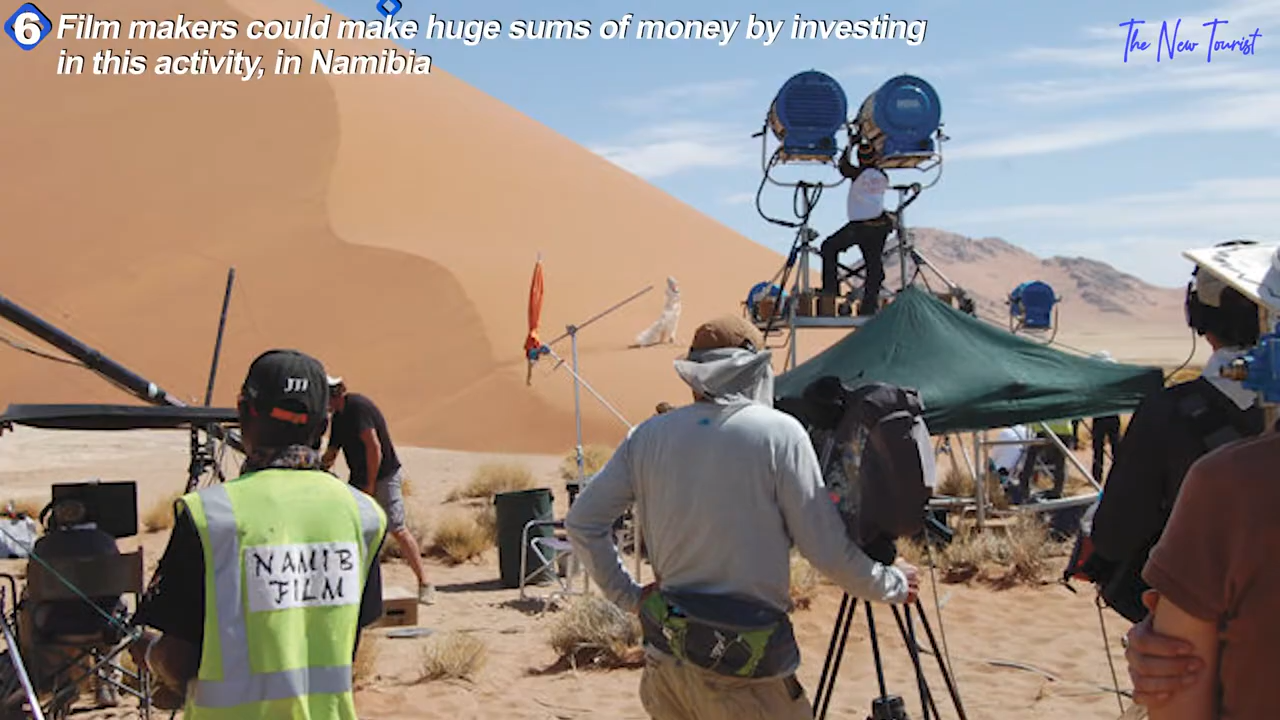 6 Film makers could make huge sums of money by investing
in this activity, in Namibia
The New Tourist
JTI
NAMIB
FILM